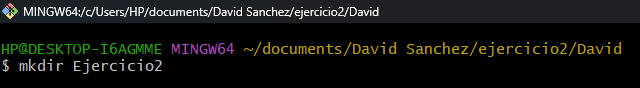 MINGW64:/c/Users/HP/documents/David Sanchez/ejercicio2/David
HP@DESKTOP-I6AGMME MINGW64 ~/documents/David Sanchez/ejercicio2/David
$ mkdir Ejercicio2